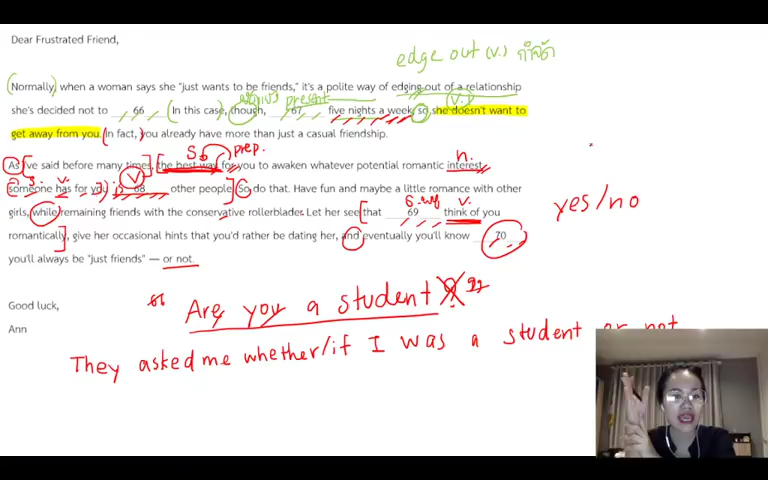 Dear Frustrated Friend,
edge out (v.) กำจัด
Normally, when a woman says she "just wants to be friends," it's a polite way of edging out of a relationship
present
she's decided not to 66 (In this case, though, 67 five nights a week, so she doesn't want to
(v.)
get away from you. (In fact,) you already have more than just a casual friendship.
S. prep.
As [I've said before many times, [the best way for you to awaken whatever potential romantic interest
n.
S. V. V
someone has for you is 68 other people] So do that. Have fun and maybe a little romance with other
girls, while remaining friends with the conservative rollerblader. Let her see [that 69 think of you
V.
yes/no
romantically], give her occasional hints that you'd rather be dating her, and eventually you'll know 70
you'll always be "just friends" — or not.
Good luck,
" Are you a student ? "
Ann
They asked me whether/if I was a student or not